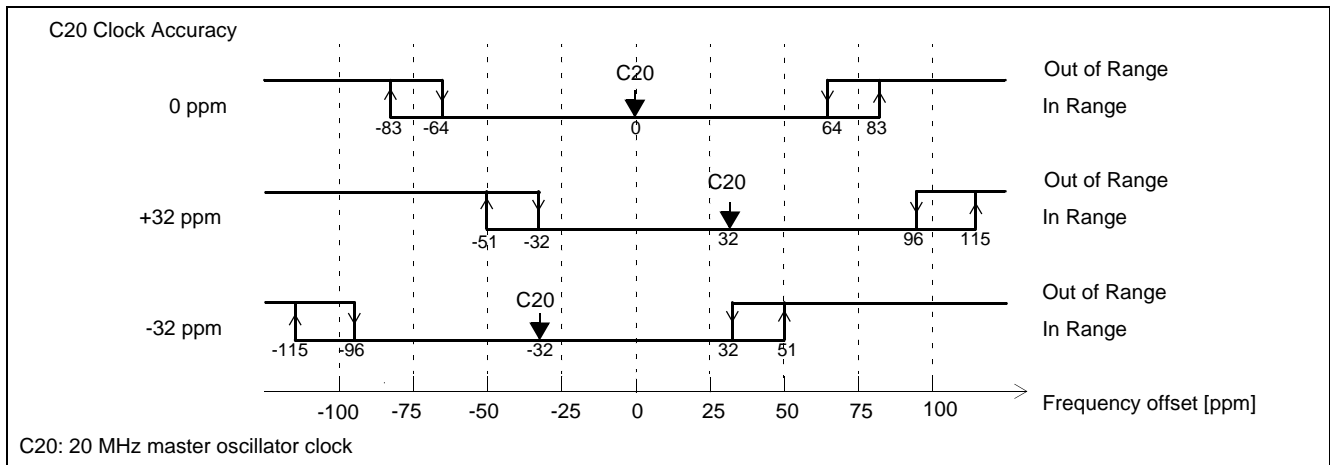 C20 Clock Accuracy
C20
Out of Range
0 ppm
In Range
-83 -64 0 64 83
C20
Out of Range
+32 ppm
In Range
-51 -32 32 96 115
C20
Out of Range
-32 ppm
In Range
-115 -96 -32 32 51
-100 -75 -50 -25 0 25 50 75 100
Frequency offset [ppm]
C20: 20 MHz master oscillator clock